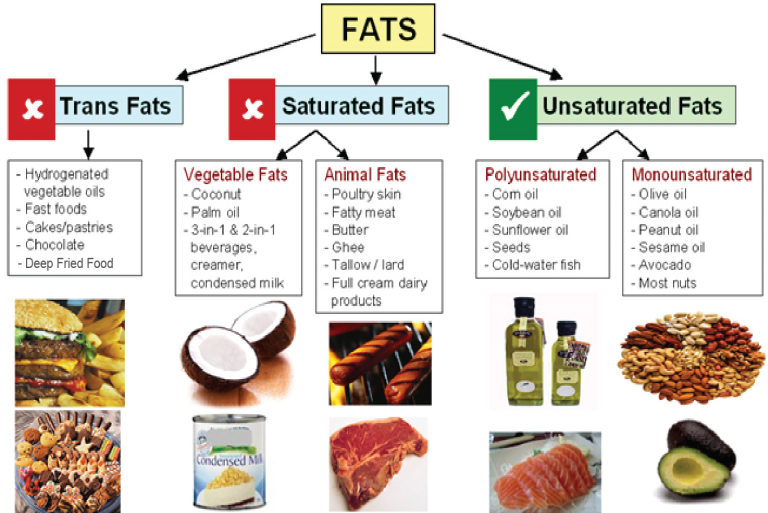 FATS
Trans Fats
Saturated Fats
Unsaturated Fats
- Hydrogenated
vegetable oils
- Fast foods
- Cakes/pastries
- Chocolate
- Deep Fried Food
Vegetable Fats
- Coconut
- Palm oil
- 3-in-1 & 2-in-1
beverages,
creamer,
condensed milk
Animal Fats
- Poultry skin
- Fatty meat
- Butter
- Ghee
- Tallow / lard
- Full cream dairy
products
Polyunsaturated
- Corn oil
- Soybean oil
- Sunflower oil
- Seeds
- Cold-water fish
Monounsaturated
- Olive oil
- Canola oil
- Peanut oil
- Sesame oil
- Avocado
- Most nuts
Condensed Milk